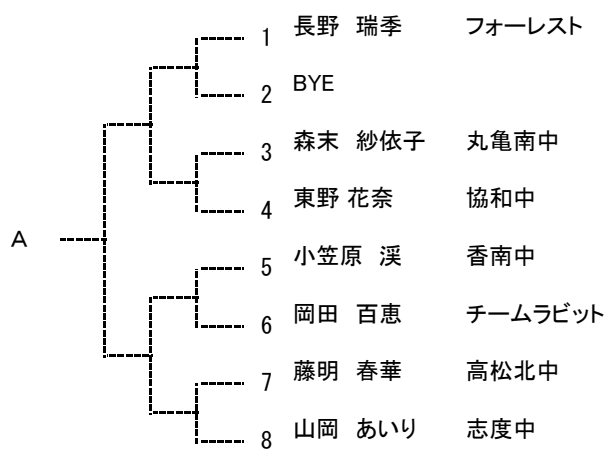 1 長野 瑞季 フォーレスト
2 BYE
3 森末 紗依子 丸亀南中
4 東野 花奈 協和中
A
5 小笠原 渓 香南中
6 岡田 百恵 チームラビット
7 藤明 春華 高松北中
8 山岡 あいり 志度中